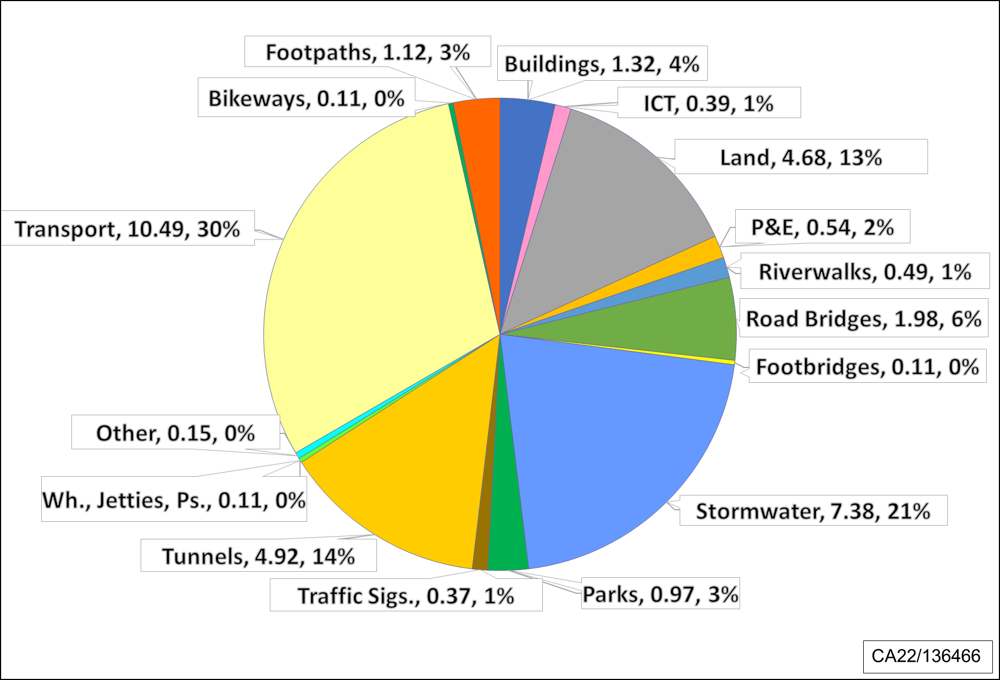 Footpaths, 1.12, 3%
Buildings, 1.32, 4%
Bikeways, 0.11, 0%
ICT, 0.39, 1%
Land, 4.68, 13%
Transport, 10.49, 30%
P&E, 0.54, 2%
Riverwalks, 0.49, 1%
Road Bridges, 1.98, 6%
Footbridges, 0.11, 0%
Other, 0.15, 0%
Wh., Jetties, Ps., 0.11, 0%
Stormwater, 7.38, 21%
Tunnels, 4.92, 14%
Traffic Sigs., 0.37, 1%
Parks, 0.97, 3%
CA22/136466